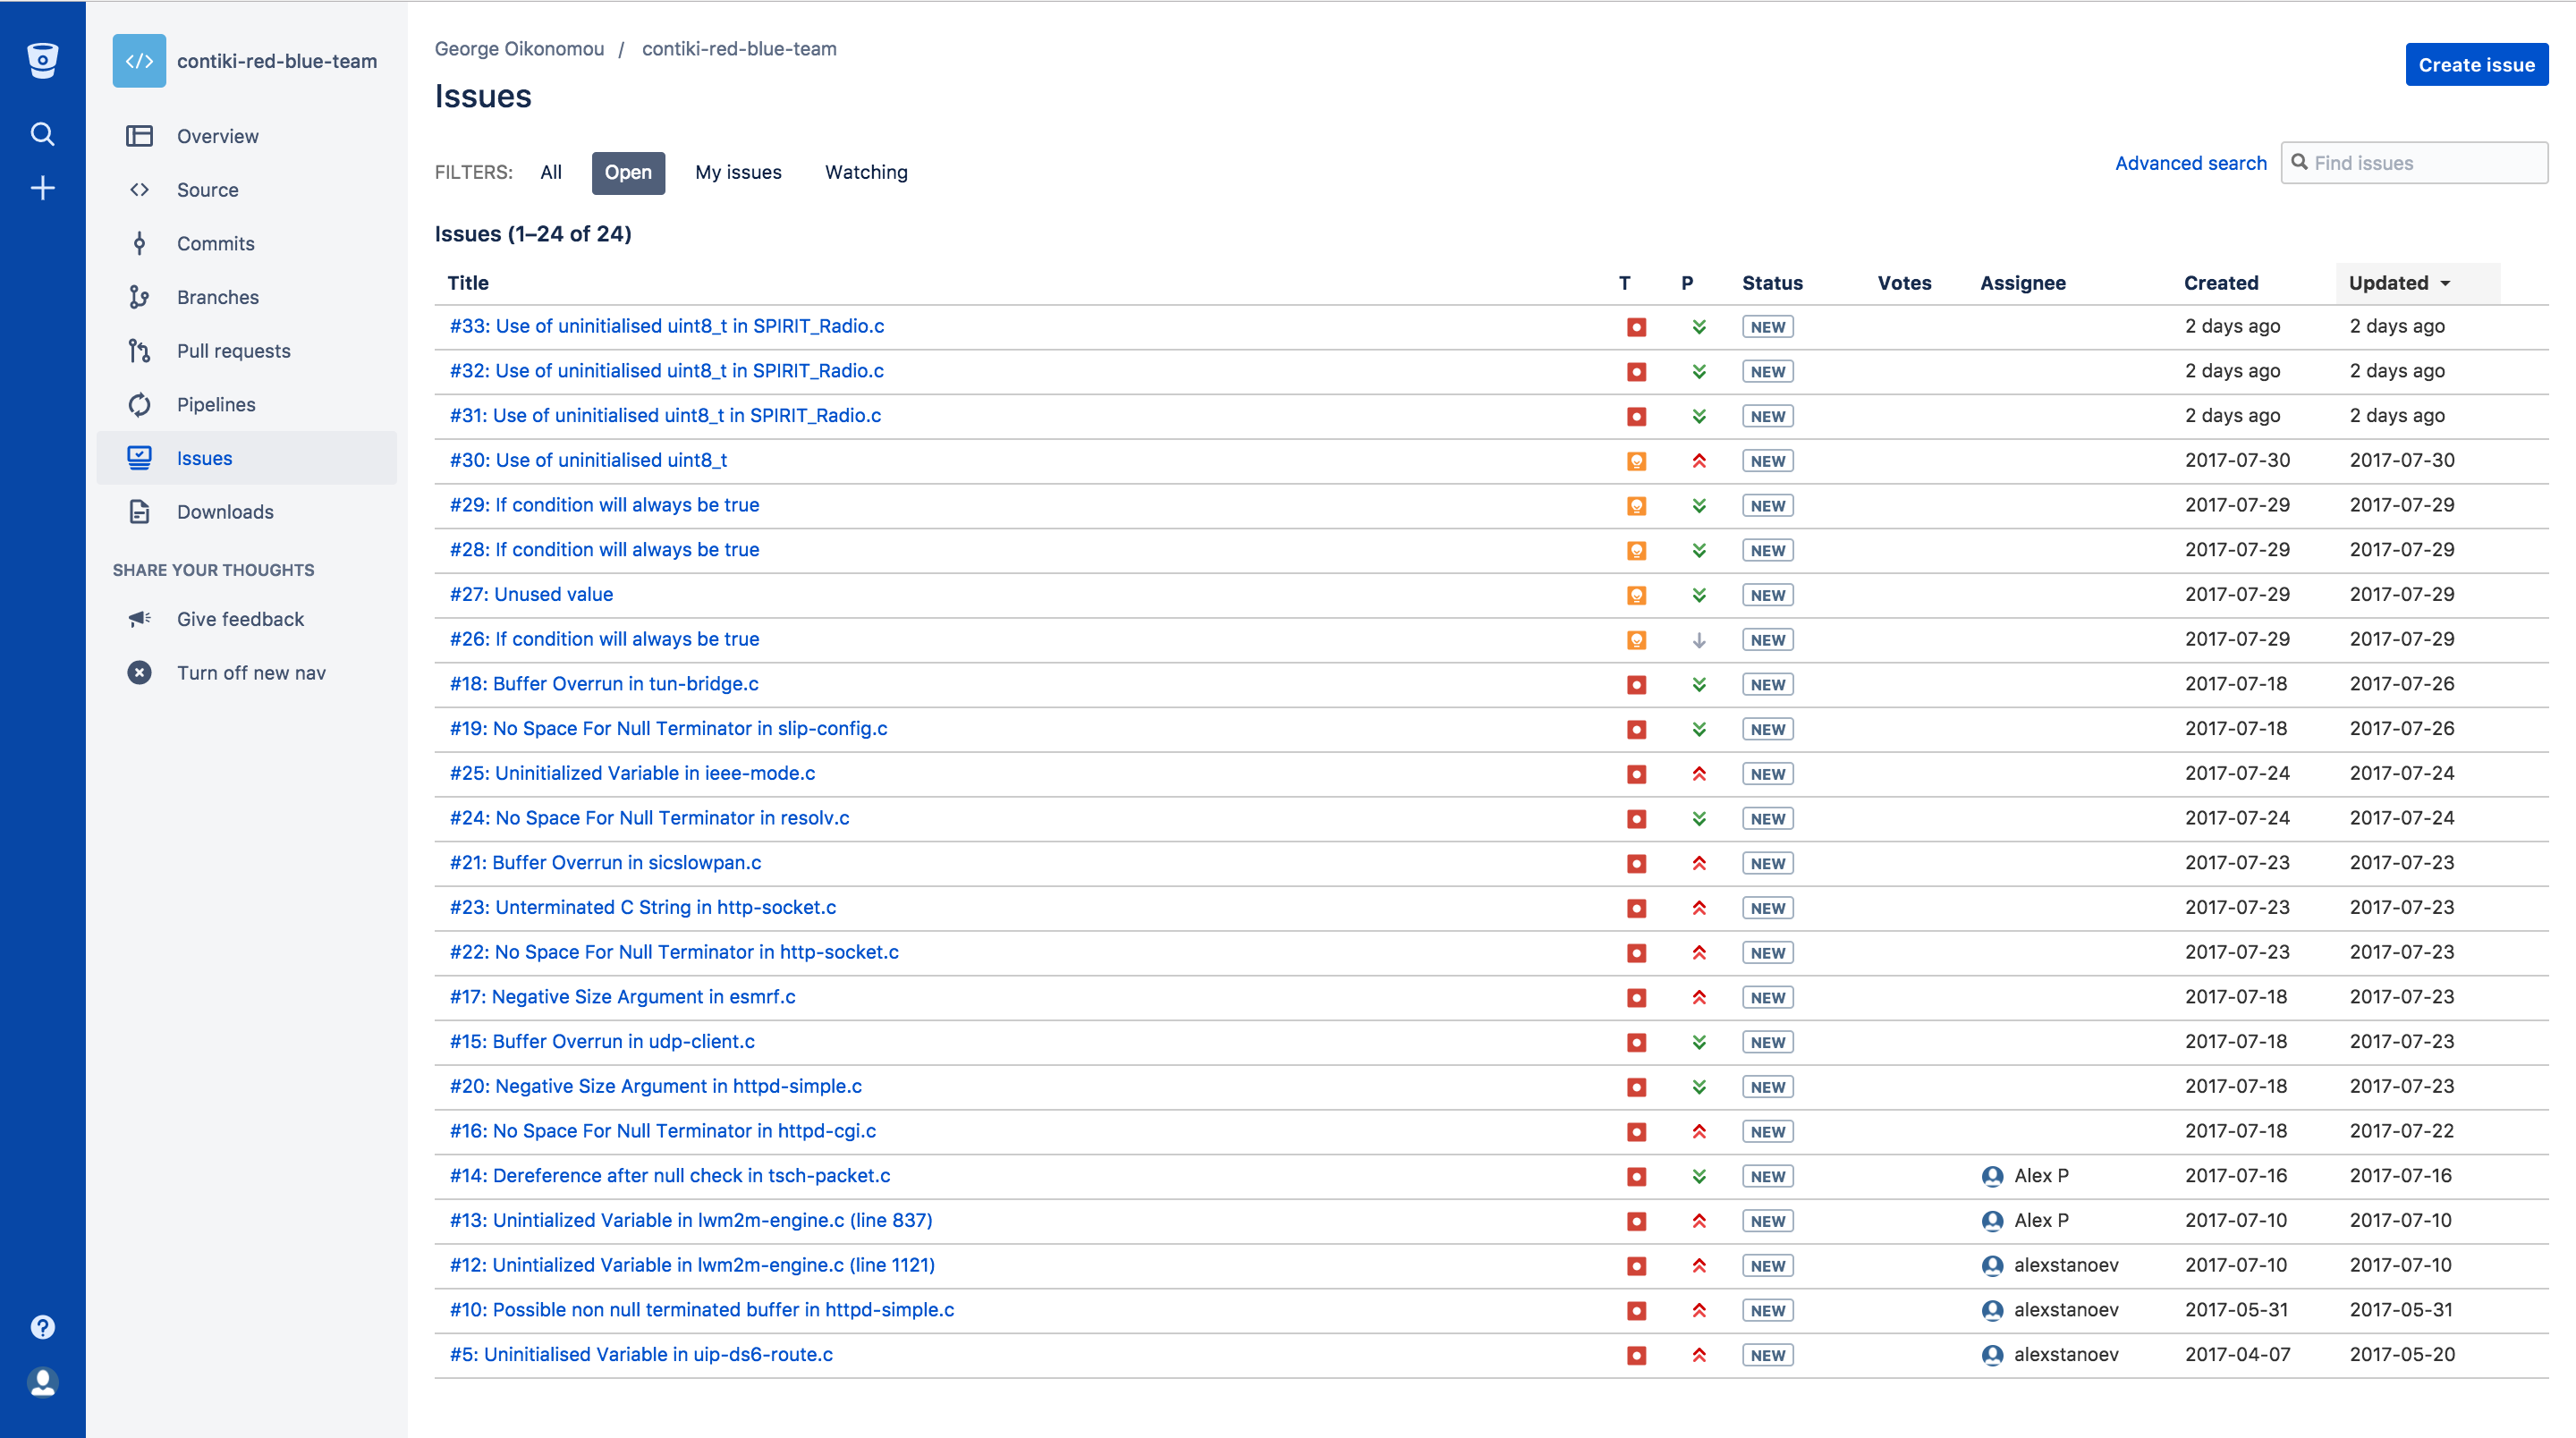 contiki-red-blue-team
Overview
Source
Commits
Branches
Pull requests
Pipelines
Issues
Downloads
SHARE YOUR THOUGHTS
Give feedback
Turn off new nav
George Oikonomou / contiki-red-blue-team
Create issue
Issues
FILTERS: All Open My issues Watching
Advanced search Find issues
Issues (1–24 of 24)
Title T P Status Votes Assignee Created Updated
#33: Use of uninitialised uint8_t in SPIRIT_Radio.c NEW 2 days ago 2 days ago
#32: Use of uninitialised uint8_t in SPIRIT_Radio.c NEW 2 days ago 2 days ago
#31: Use of uninitialised uint8_t in SPIRIT_Radio.c NEW 2 days ago 2 days ago
#30: Use of uninitialised uint8_t NEW 2017-07-30 2017-07-30
#29: If condition will always be true NEW 2017-07-29 2017-07-29
#28: If condition will always be true NEW 2017-07-29 2017-07-29
#27: Unused value NEW 2017-07-29 2017-07-29
#26: If condition will always be true NEW 2017-07-29 2017-07-29
#18: Buffer Overrun in tun-bridge.c NEW 2017-07-18 2017-07-26
#19: No Space For Null Terminator in slip-config.c NEW 2017-07-18 2017-07-26
#25: Uninitialized Variable in ieee-mode.c NEW 2017-07-24 2017-07-24
#24: No Space For Null Terminator in resolv.c NEW 2017-07-24 2017-07-24
#21: Buffer Overrun in sicslowpan.c NEW 2017-07-23 2017-07-23
#23: Unterminated C String in http-socket.c NEW 2017-07-23 2017-07-23
#22: No Space For Null Terminator in http-socket.c NEW 2017-07-23 2017-07-23
#17: Negative Size Argument in esmrf.c NEW 2017-07-18 2017-07-23
#15: Buffer Overrun in udp-client.c NEW 2017-07-18 2017-07-23
#20: Negative Size Argument in httpd-simple.c NEW 2017-07-18 2017-07-23
#16: No Space For Null Terminator in httpd-cgi.c NEW 2017-07-18 2017-07-22
#14: Dereference after null check in tsch-packet.c NEW Alex P 2017-07-16 2017-07-16
#13: Unintialized Variable in lwm2m-engine.c (line 837) NEW Alex P 2017-07-10 2017-07-10
#12: Unintialized Variable in lwm2m-engine.c (line 1121) NEW alexstanoev 2017-07-10 2017-07-10
#10: Possible non null terminated buffer in httpd-simple.c NEW alexstanoev 2017-05-31 2017-05-31
#5: Uninitialised Variable in uip-ds6-route.c NEW alexstanoev 2017-04-07 2017-05-20